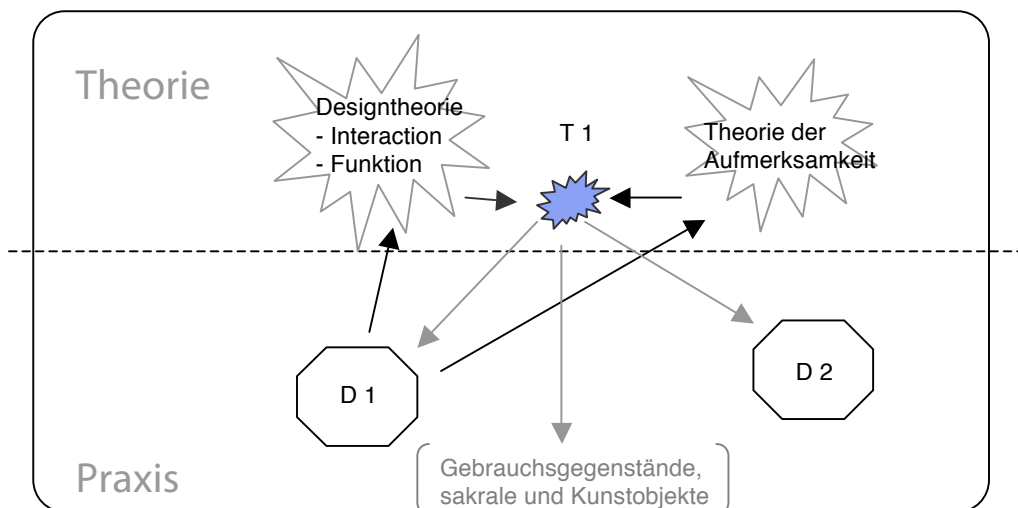 Theorie
Designtheorie
- Interaction
- Funktion
T 1
Theorie der
Aufmerksamkeit
D 1
D 2
Praxis
Gebrauchsgegenstände,
sakrale und Kunstobjekte